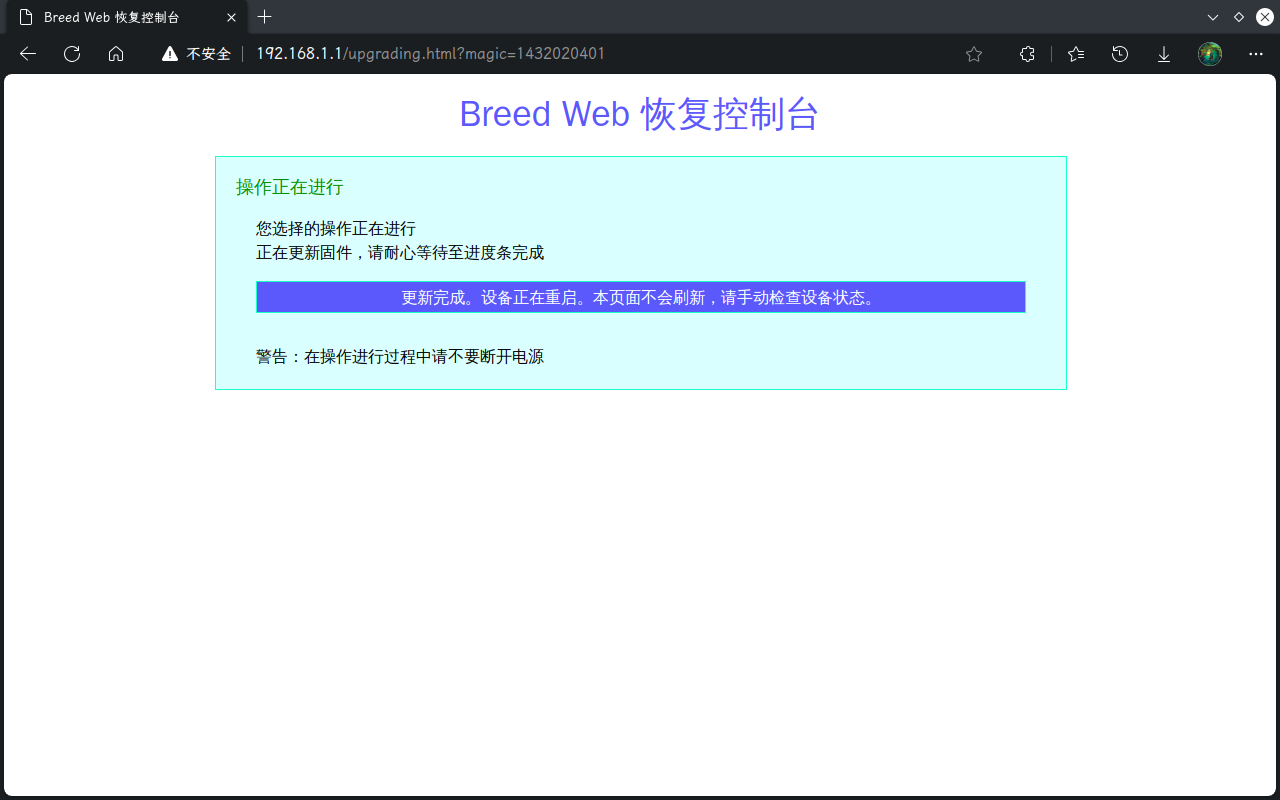 Breed Web 恢复控制台
不安全
192.168.1.1/upgrading.html?magic=1432020401
Breed Web 恢复控制台
操作正在进行
您选择的操作正在进行
正在更新固件，请耐心等待至进度条完成
更新完成。设备正在重启。本页面不会刷新，请手动检查设备状态。
警告：在操作进行过程中请不要断开电源